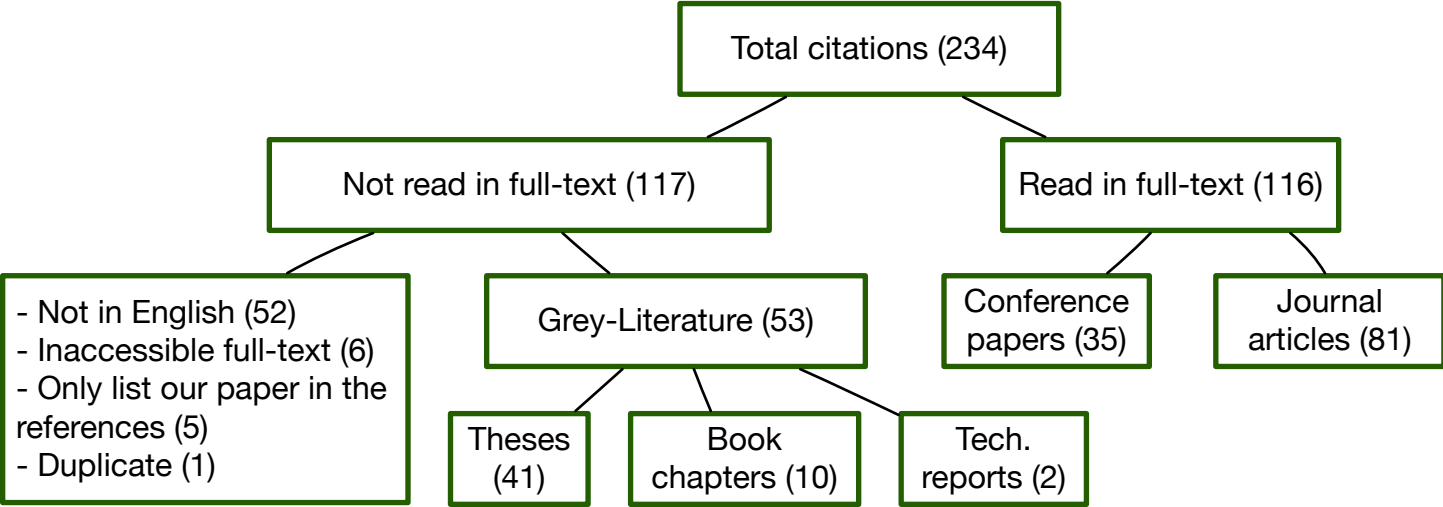 Total citations (234)
Not read in full-text (117)
Read in full-text (116)
- Not in English (52)
- Inaccessible full-text (6)
- Only list our paper in the
references (5)
- Duplicate (1)
Grey-Literature (53)
Conference
papers (35)
Journal
articles (81)
Theses
(41)
Book
chapters (10)
Tech.
reports (2)